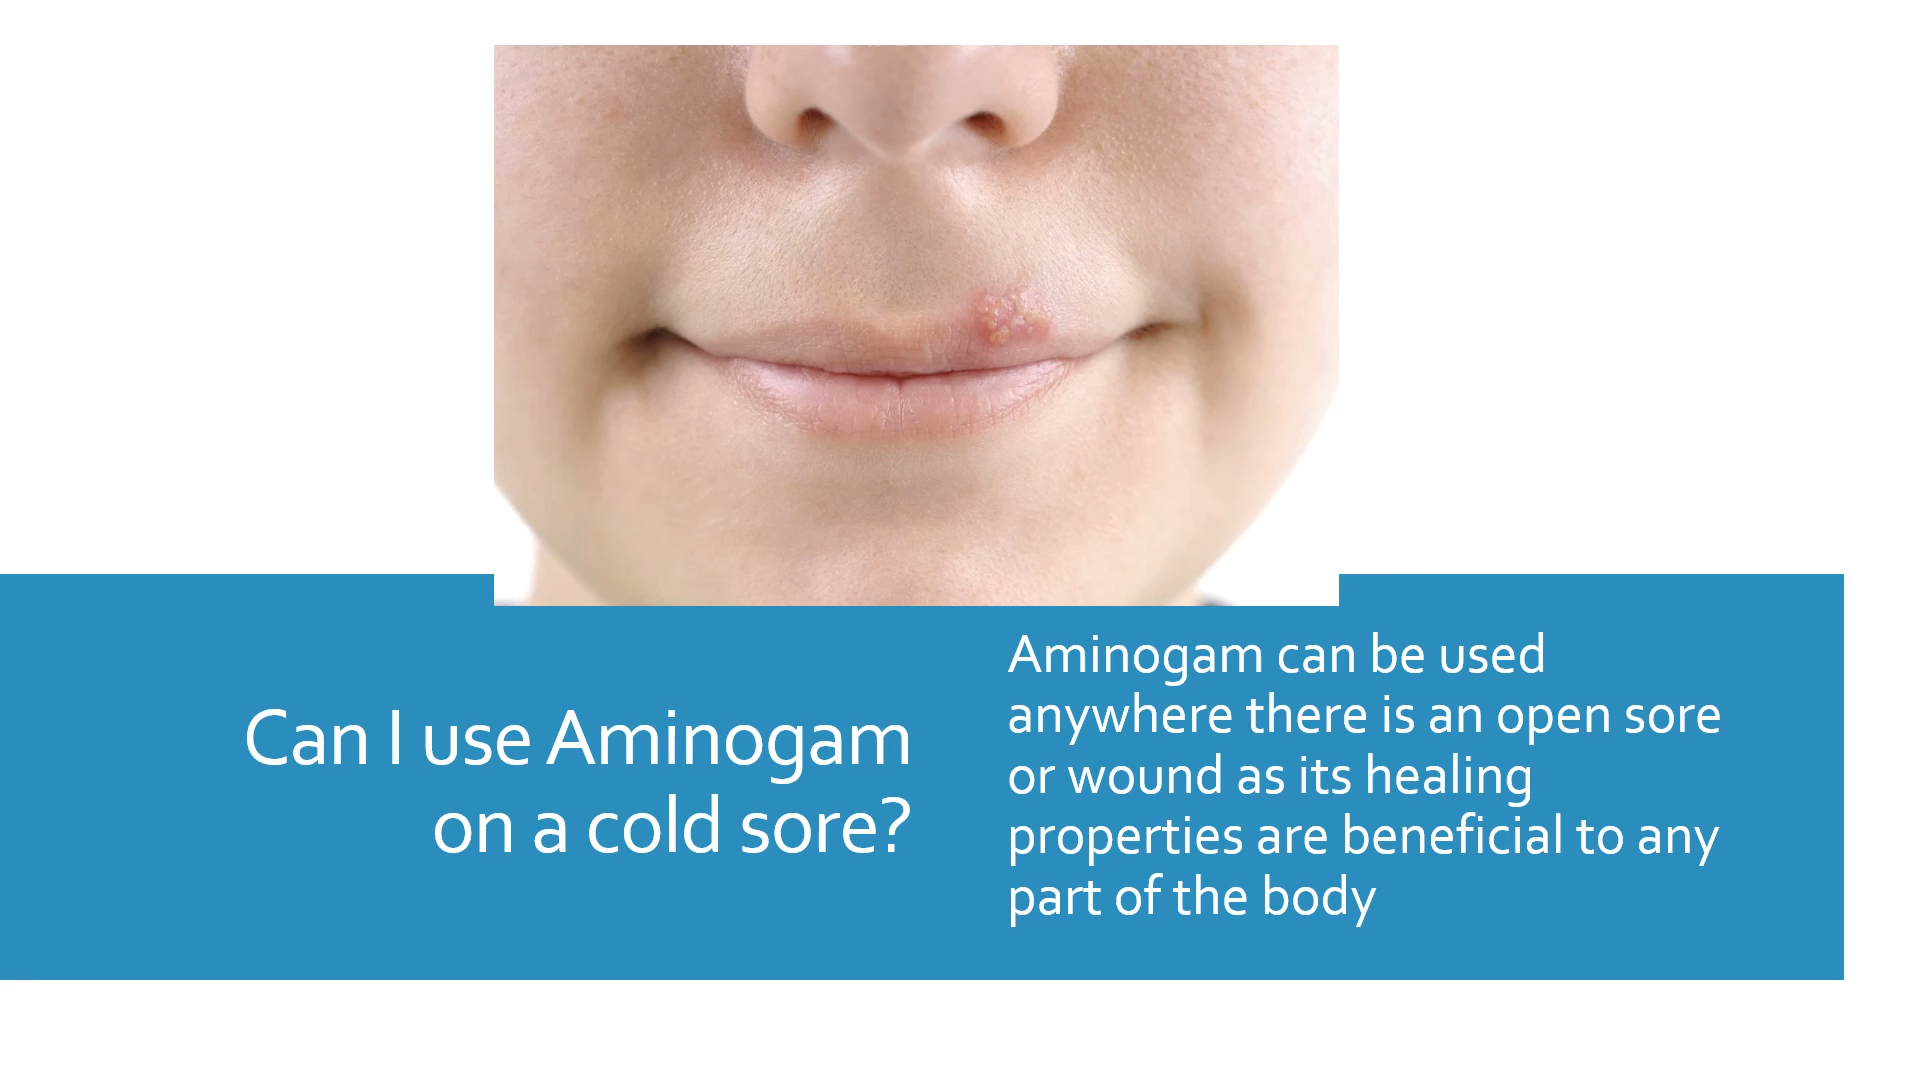 Can I use Aminogam
on a cold sore?
Aminogam can be used
anywhere there is an open sore
or wound as its healing
properties are beneficial to any
part of the body